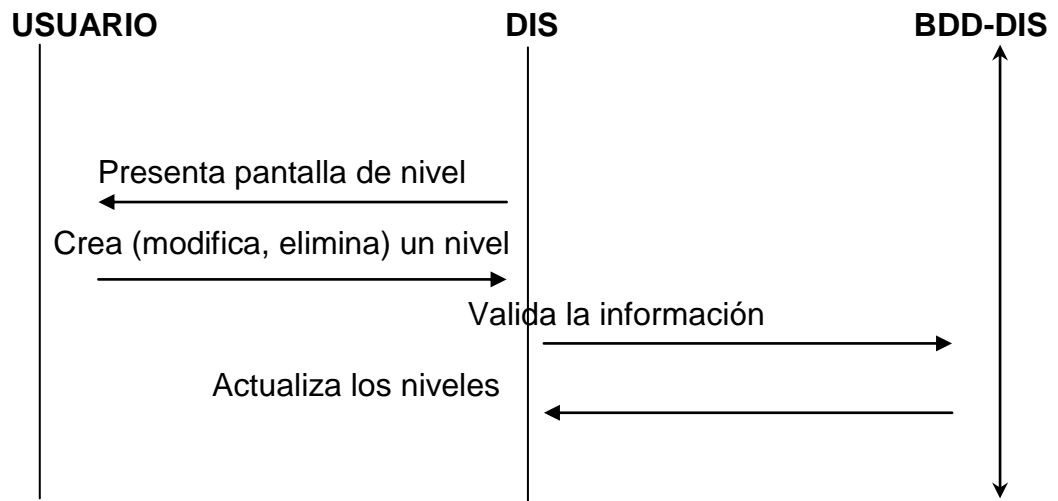 USUARIO DIS BDD-DIS
Presenta pantalla de nivel
Crea (modifica, elimina) un nivel
Valida la información
Actualiza los niveles